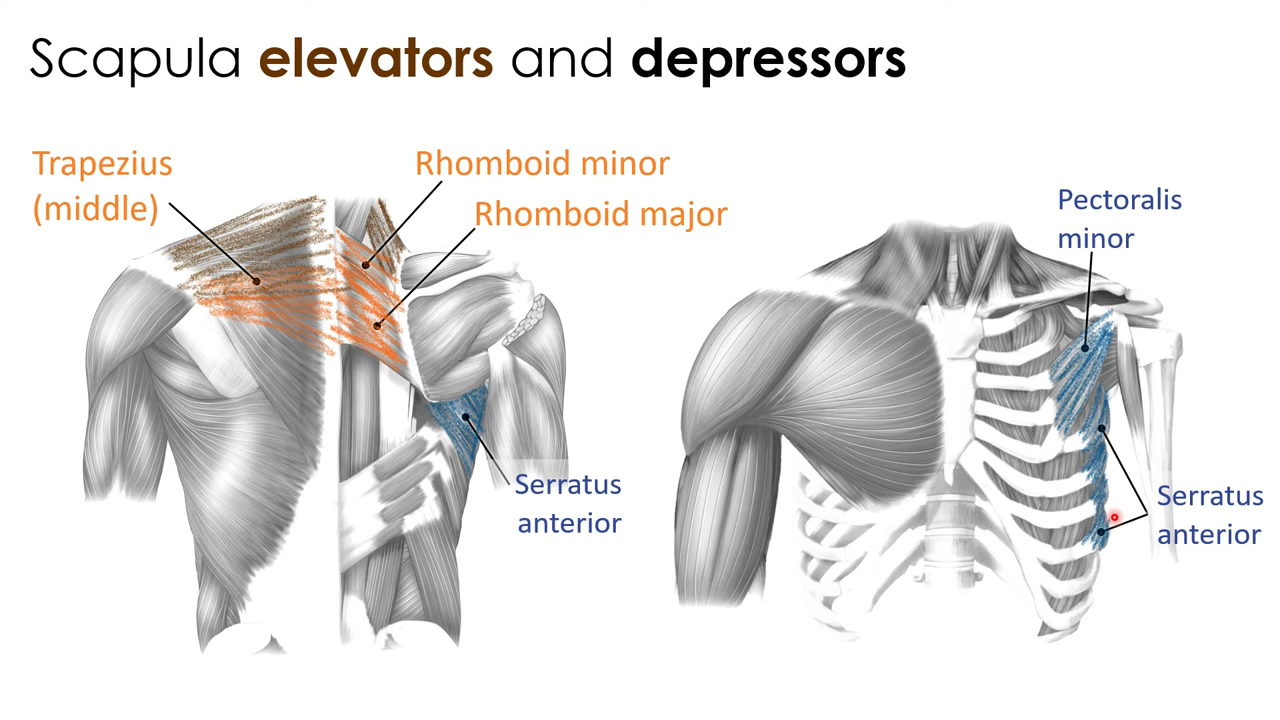 Scapula elevators and depressors
Trapezius
(middle)
Rhomboid minor
Rhomboid major
Serratus
anterior
Pectoralis
minor
Serratus
anterior